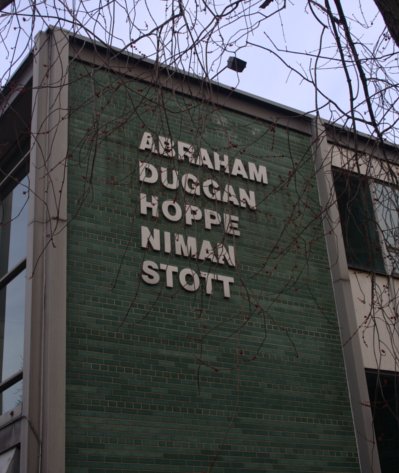 ABRAHAM
DUGGAN
HOPPE
NIMAN
STOTT